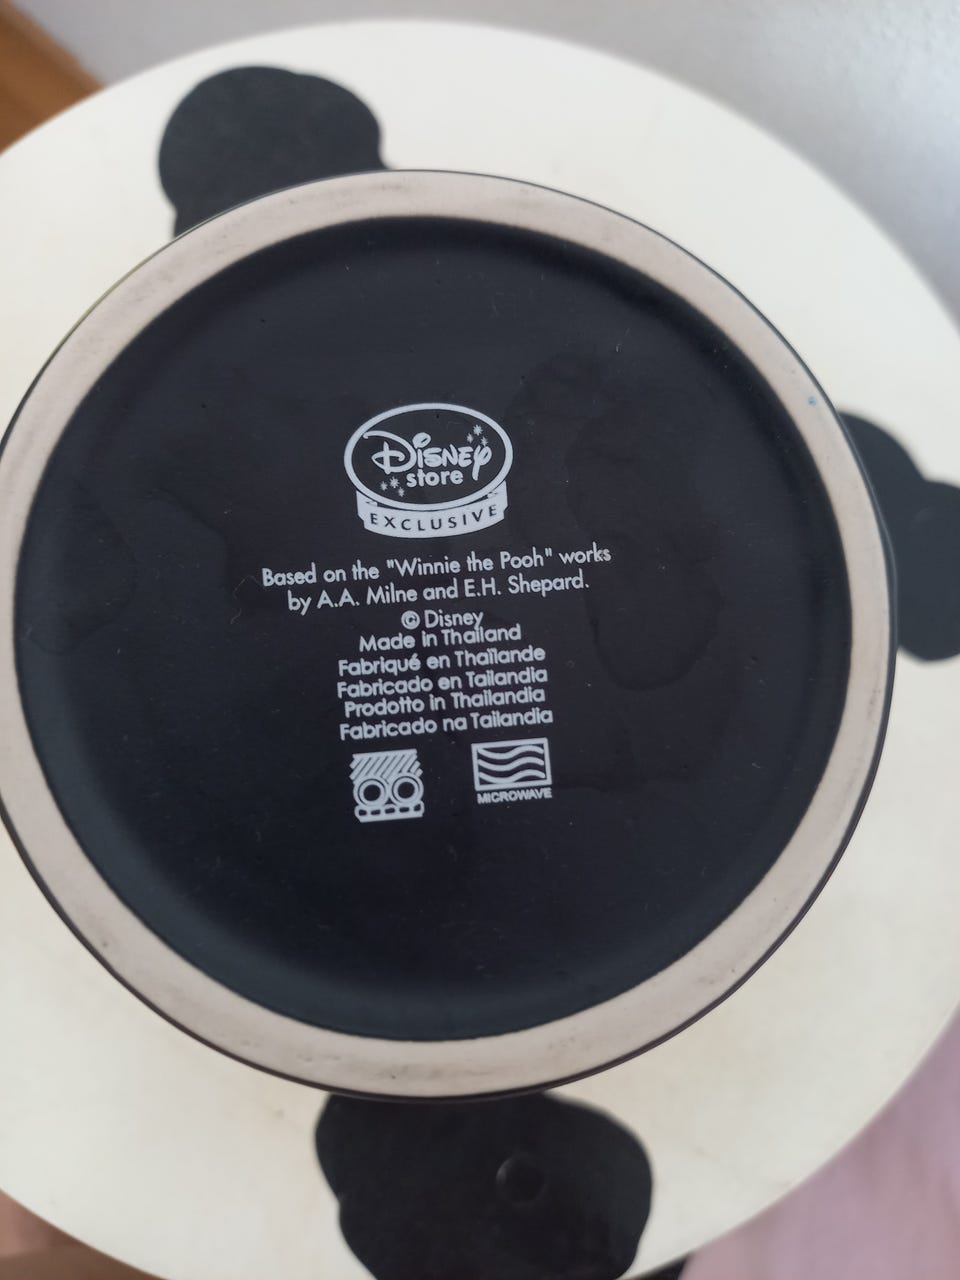 Disney
store
EXCLUSIVE
Based on the "Winnie the Pooh" works
by A.A. Milne and E.H. Shepard.
© Disney
Made in Thailand
Fabriqué en Thaïlande
Fabricado en Tailandia
Prodotto in Thailandia
Fabricado na Tailandia
MICROWAVE